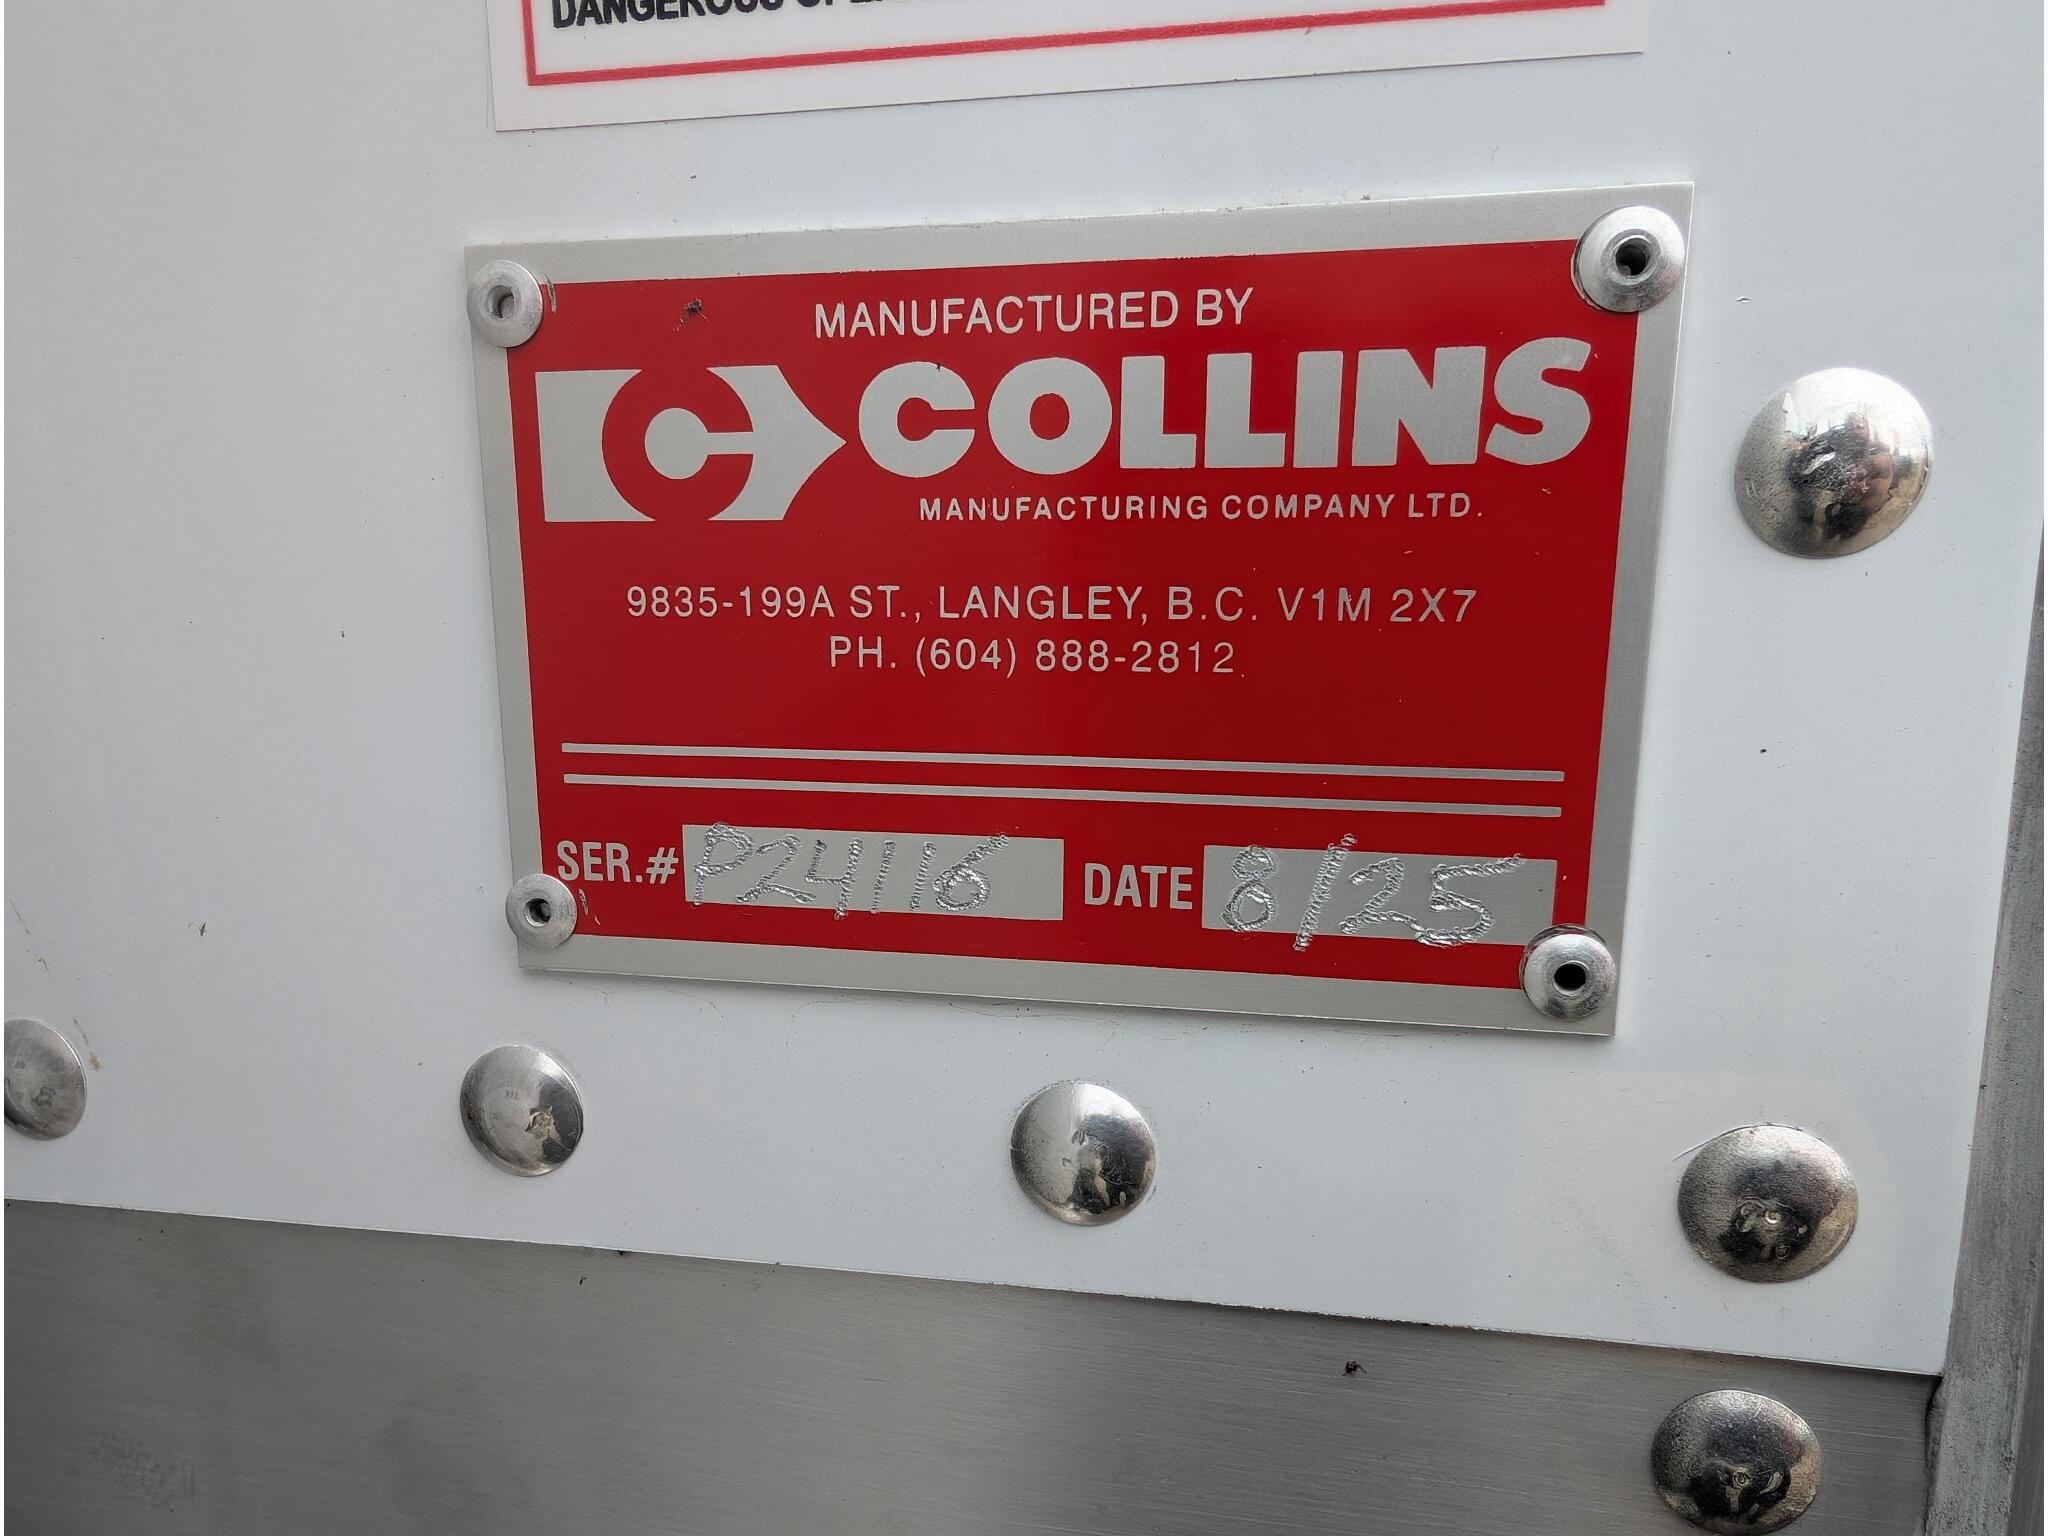 DANGEROUS
MANUFACTURED BY
COLLINS
MANUFACTURING COMPANY LTD.
9835-199A ST., LANGLEY, B.C. V1M 2X7
PH. (604) 888-2812
SER.# P24116 DATE 8/25